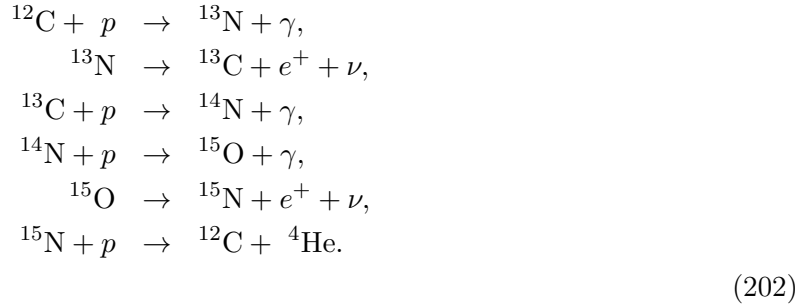 ¹²C + p → ¹³N + γ,
¹³N → ¹³C + e⁺ + ν,
¹³C + p → ¹⁴N + γ,
¹⁴N + p → ¹⁵O + γ,
¹⁵O → ¹⁵N + e⁺ + ν,
¹⁵N + p → ¹²C + ⁴He.
(202)